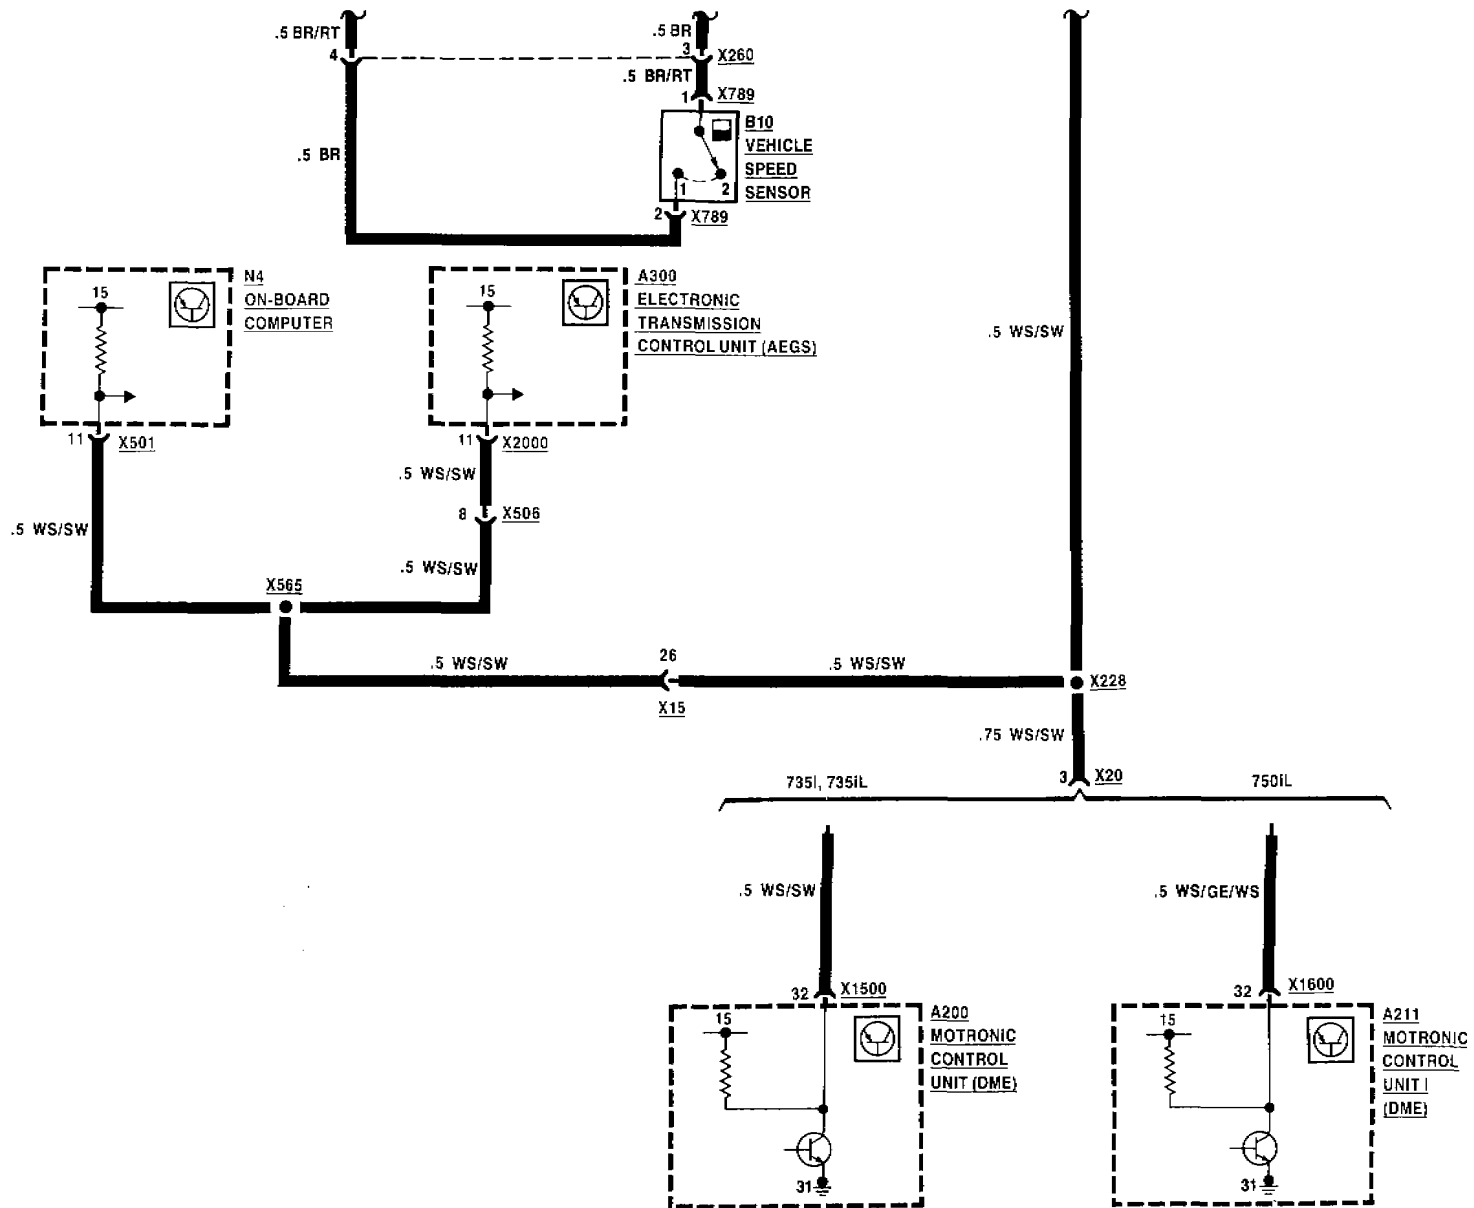 .5 BR/RT
.5 BR
4
3
X260
.5 BR/RT
1
X789
B10
VEHICLE
SPEED
SENSOR
.5 BR
1
2
2
X789
N4
ON-BOARD
COMPUTER
15
A300
ELECTRONIC
TRANSMISSION
CONTROL UNIT (AEGS)
15
.5 WS/SW
11
X501
11
X2000
.5 WS/SW
8
X506
.5 WS/SW
.5 WS/SW
X565
26
.5 WS/SW
.5 WS/SW
X15
X228
.75 WS/SW
3
X20
735i, 735iL
750iL
.5 WS/SW
.5 WS/GE/WS
32
X1500
32
X1600
15
A200
MOTRONIC
CONTROL
UNIT (DME)
31
15
A211
MOTRONIC
CONTROL
UNIT I
(DME)
31